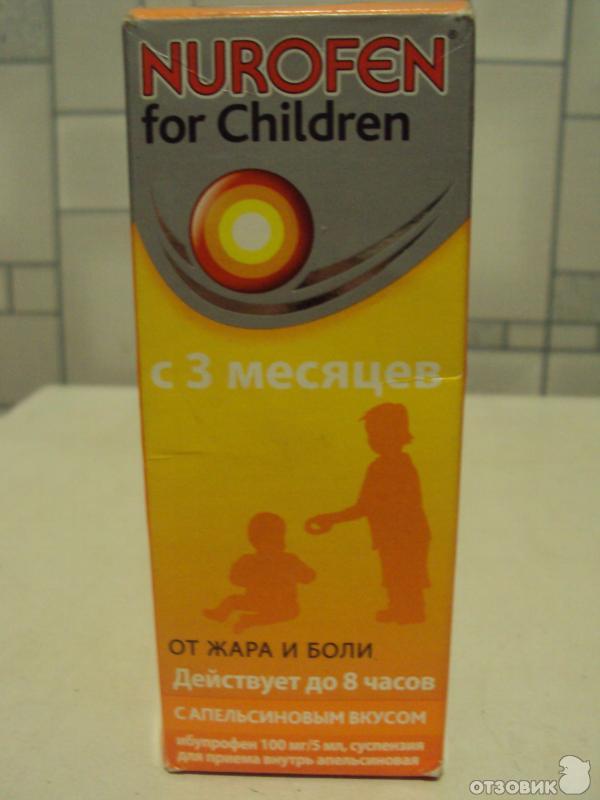 NUROFEN®
for Children
с 3 месяцев
ОТ ЖАРА И БОЛИ
Действует до 8 часов
С АПЕЛЬСИНОВЫМ ВКУСОМ
ибупрофен 100 мг/5 мл, суспензия
для приема внутрь апельсиновая
ОТЗОВИК